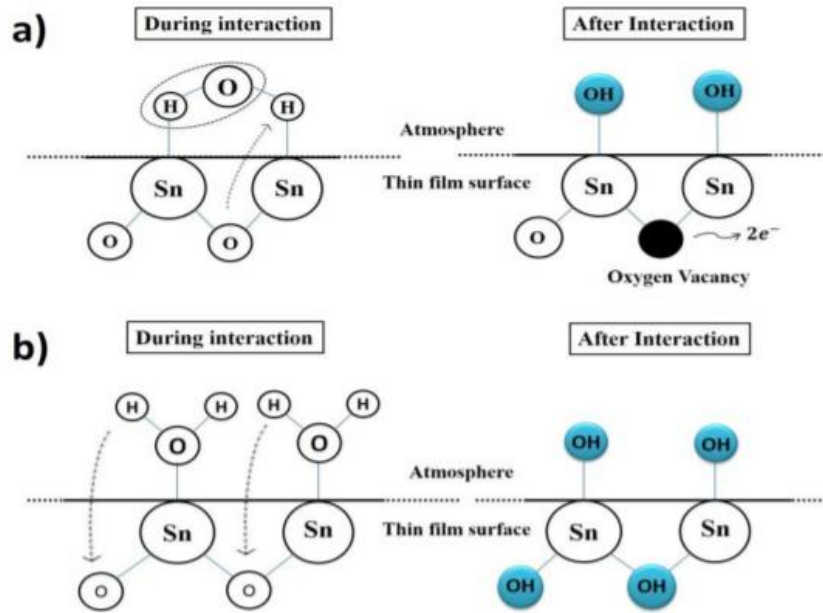 a)
During interaction
After Interaction
O
H
H
OH
OH
Atmosphere
Sn
Sn
Thin film surface
Sn
Sn
O
O
O
2e⁻
Oxygen Vacancy
b)
During interaction
After Interaction
H
H
H
H
O
O
OH
OH
Atmosphere
Sn
Sn
Thin film surface
Sn
Sn
O
O
OH
OH